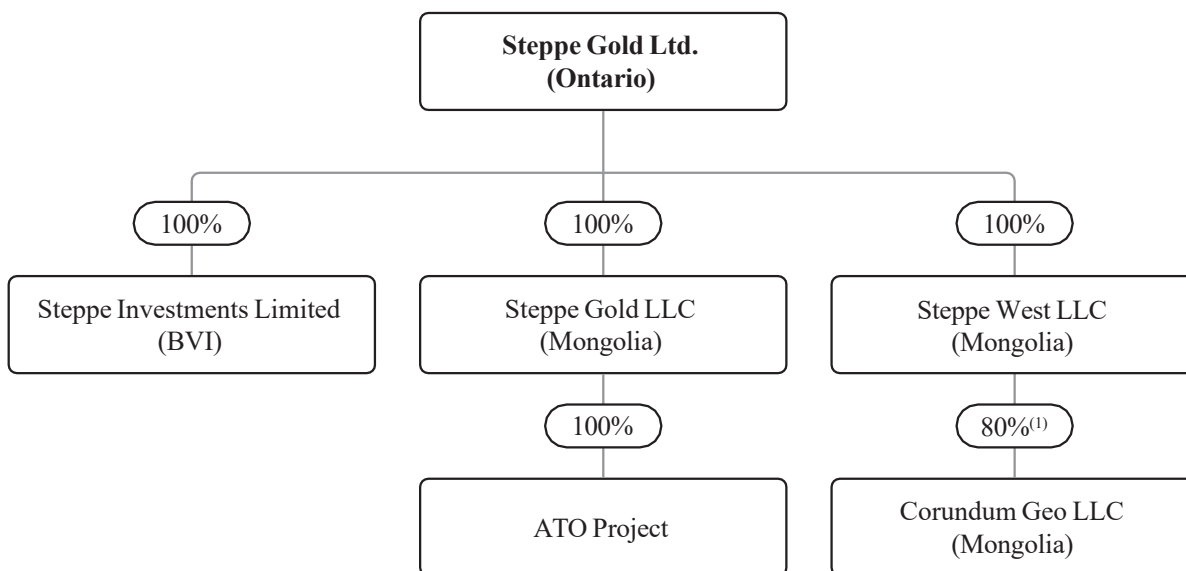 Steppe Gold Ltd.
(Ontario)
100%
100%
100%
Steppe Investments Limited
(BVI)
Steppe Gold LLC
(Mongolia)
Steppe West LLC
(Mongolia)
100%
80%(1)
ATO Project
Corundum Geo LLC
(Mongolia)